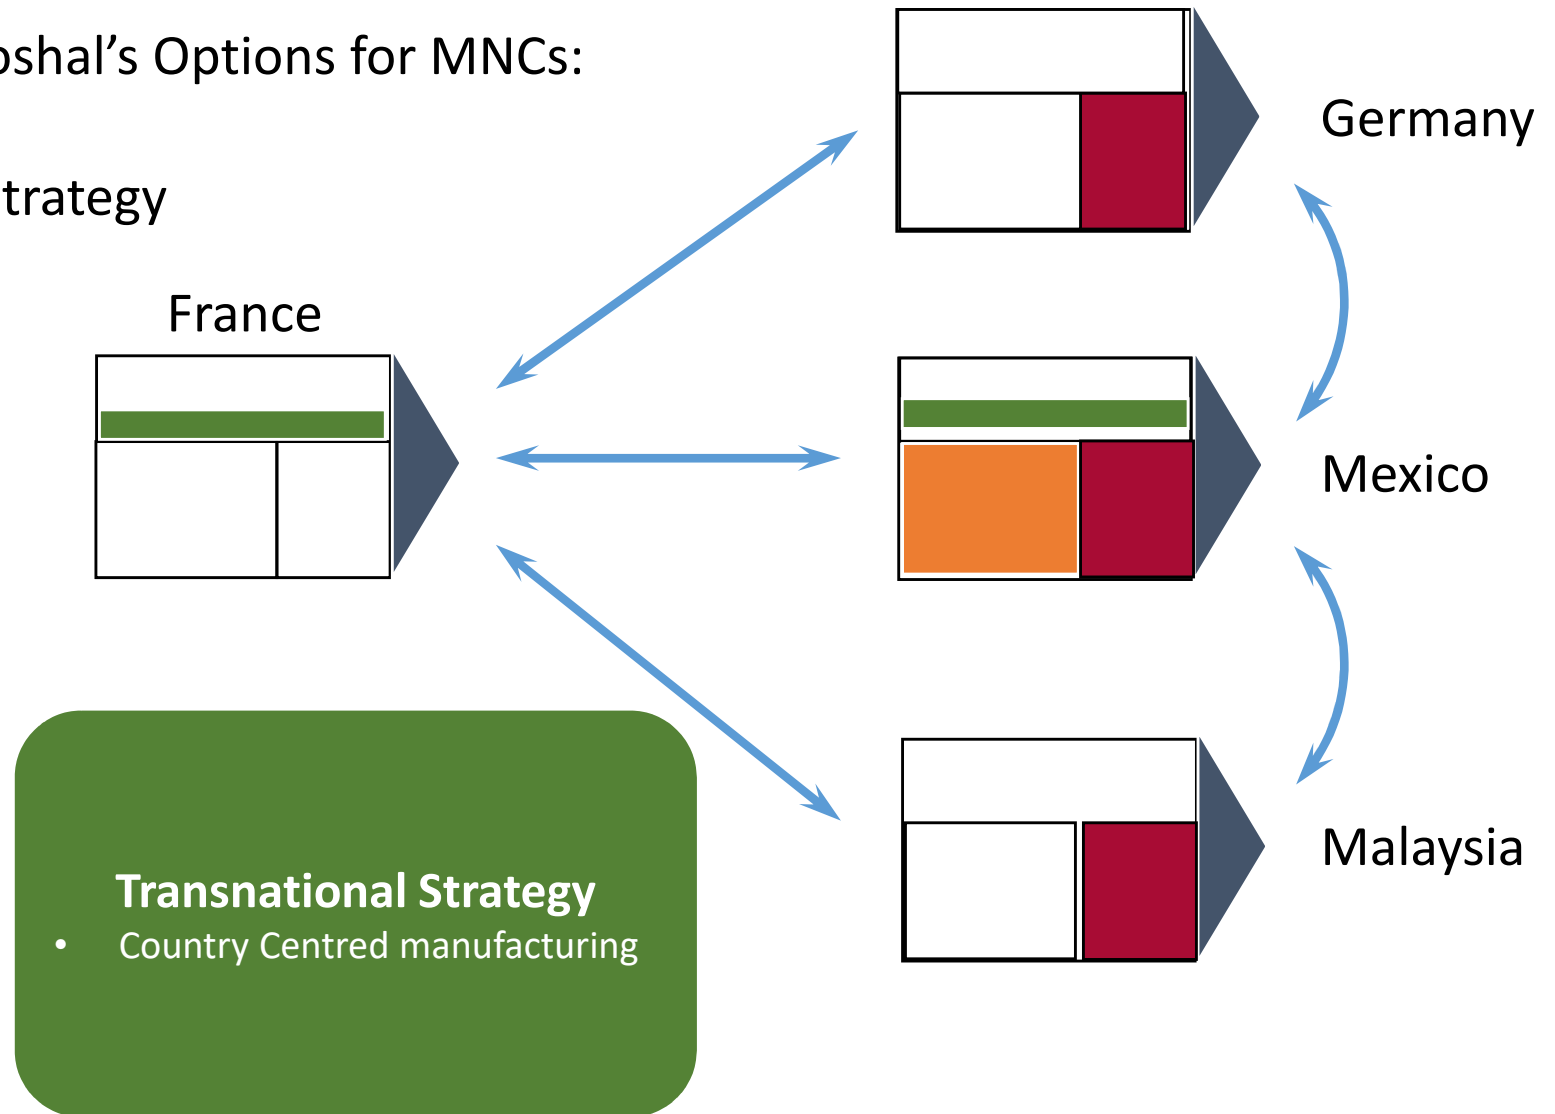 oshal’s Options for MNCs:
trategy
France
Germany
Mexico
Malaysia
Transnational Strategy
• Country Centred manufacturing